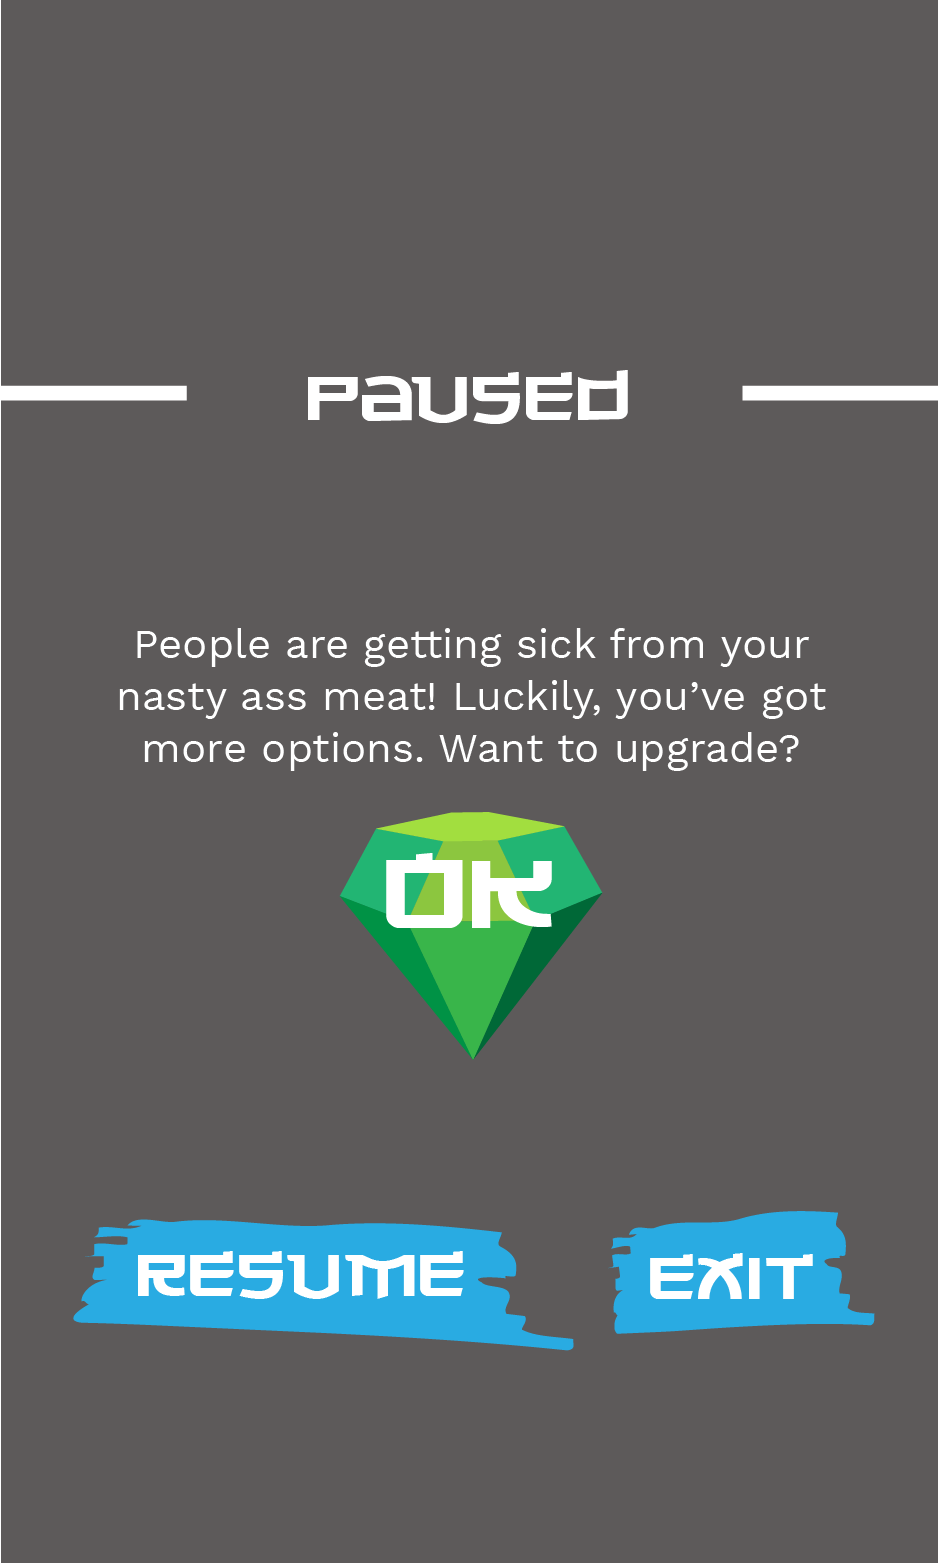 PAUSED
People are getting sick from your
nasty ass meat! Luckily, you’ve got
more options. Want to upgrade?
OK
RESUME
EXIT